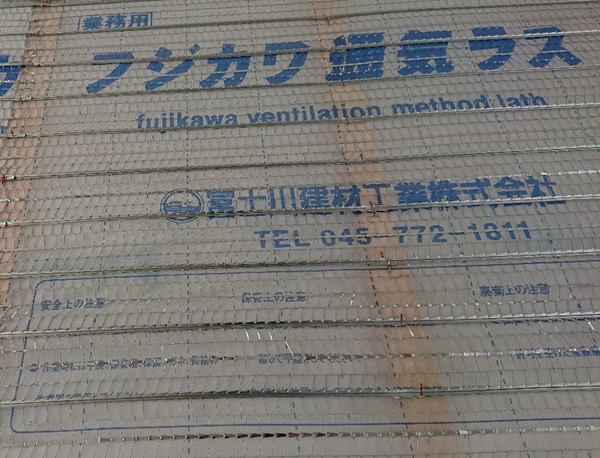 業務用
フジカワ 通気ラス
fujikawa ventilation method lath
富士川建材工業株式会社
TEL 045-772-1811
安全上の注意
保管上の注意
廃棄上の注意